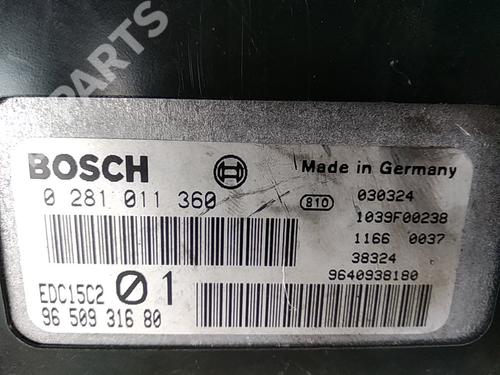 PARTS
BOSCH
Made in Germany
0 281 011 360
810
030324
1039F00238
1166 0037
38324
9640938180
EDC15C2 01
96 509 316 80